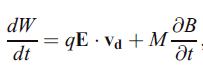 dW/dt = qE · v_d + M ∂B/∂t,